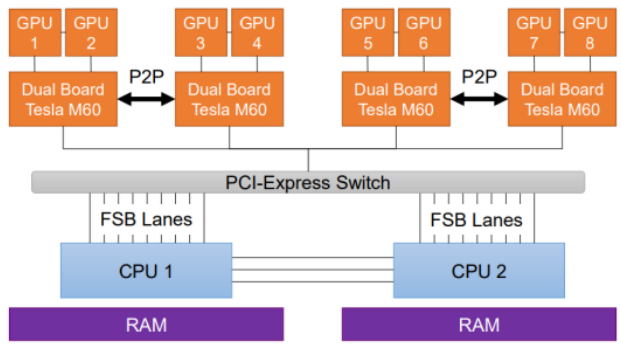 GPU 1
GPU 2
GPU 3
GPU 4
GPU 5
GPU 6
GPU 7
GPU 8
Dual Board
Tesla M60
P2P
Dual Board
Tesla M60
Dual Board
Tesla M60
P2P
Dual Board
Tesla M60
PCI-Express Switch
FSB Lanes
FSB Lanes
CPU 1
CPU 2
RAM
RAM